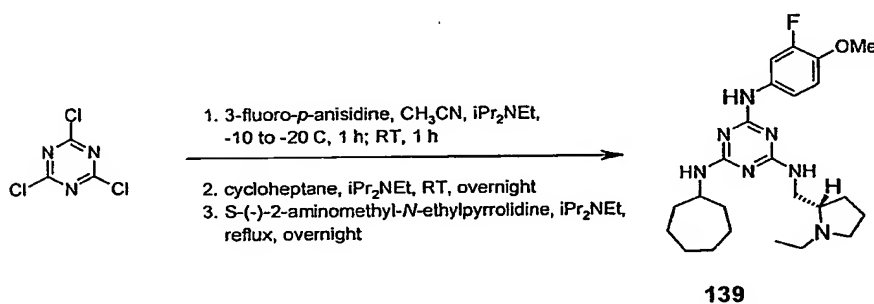 F
OMe
Cl
N N
Cl N Cl
1. 3-fluoro-p-anisidine, CH₃CN, iPr₂NEt,
-10 to -20 C, 1 h; RT, 1 h
2. cycloheptane, iPr₂NEt, RT, overnight
3. S-(-)-2-aminomethyl-N-ethylpyrrolidine, iPr₂NEt,
reflux, overnight
HN
N N
HN N NH
H
N
139